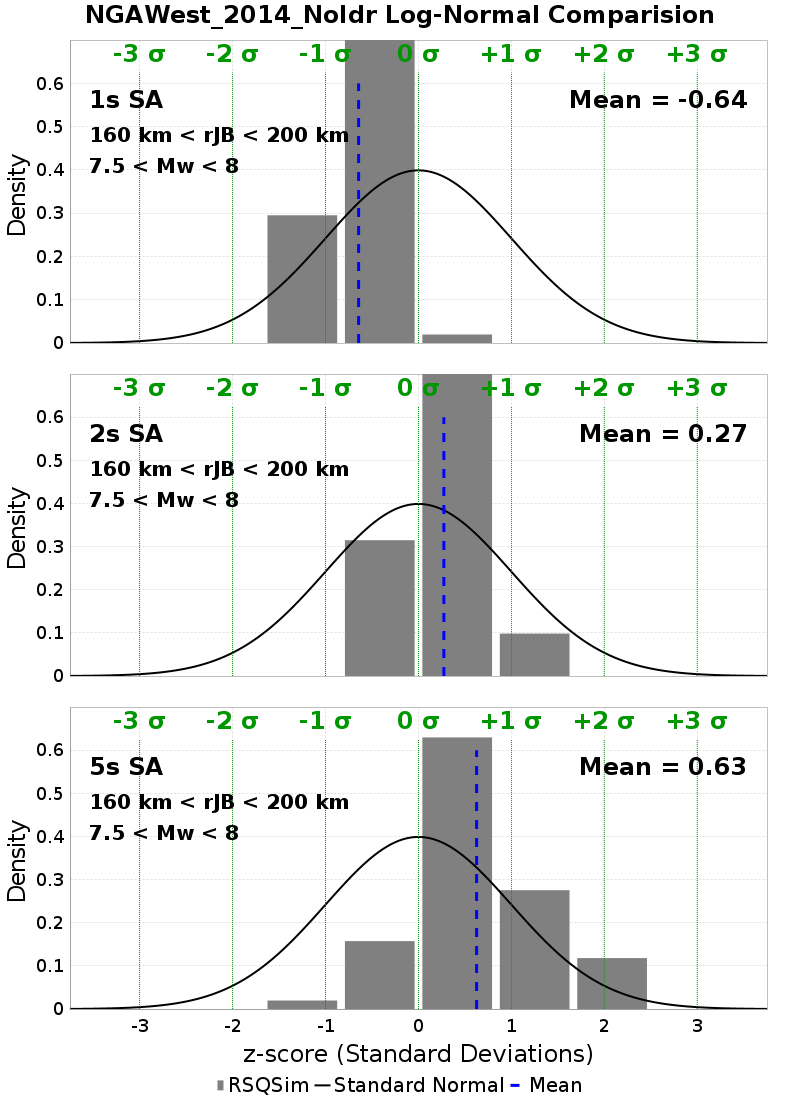 NGAWest_2014_NoIdr Log-Normal Comparision
-3 σ -2 σ -1 σ 0 σ +1 σ +2 σ +3 σ
1s SA Mean = -0.64
160 km < rJB < 200 km
7.5 < Mw < 8
Density
0.6
0.5
0.4
0.3
0.2
0.1
0
-3 σ -2 σ -1 σ 0 σ +1 σ +2 σ +3 σ
2s SA Mean = 0.27
160 km < rJB < 200 km
7.5 < Mw < 8
Density
0.6
0.5
0.4
0.3
0.2
0.1
0
-3 σ -2 σ -1 σ 0 σ +1 σ +2 σ +3 σ
5s SA Mean = 0.63
160 km < rJB < 200 km
7.5 < Mw < 8
Density
0.6
0.5
0.4
0.3
0.2
0.1
0
-3 -2 -1 0 1 2 3
z-score (Standard Deviations)
RSQSim Standard Normal Mean